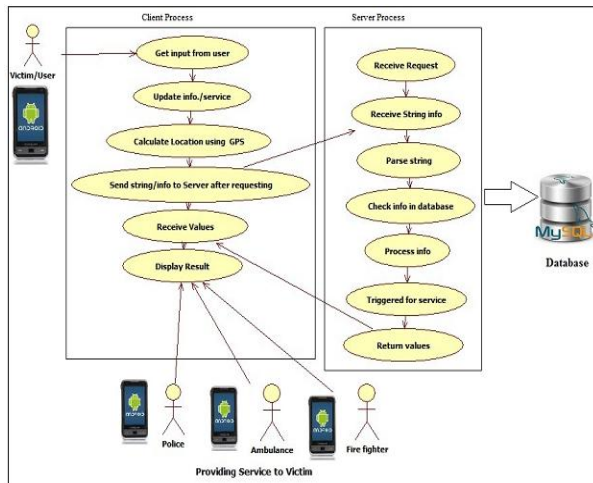 Client Process
Server Process
Victim/User
ANDROID
Get input from user
Update info./service
Calculate Location using GPS
Send string/info to Server after requesting
Receive Values
Display Result
Receive Request
Receive String info
Parse string
Check info in database
Process info
Triggered for service
Return values
MySQL
Database
Police
Ambulance
Fire fighter
Providing Service to Victim